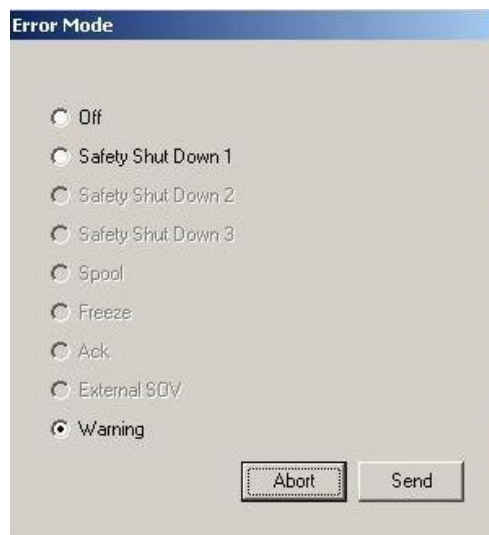 Error Mode
Off
Safety Shut Down 1
Safety Shut Down 2
Safety Shut Down 3
Spool
Freeze
Ack
External SOV
Warning
Abort Send